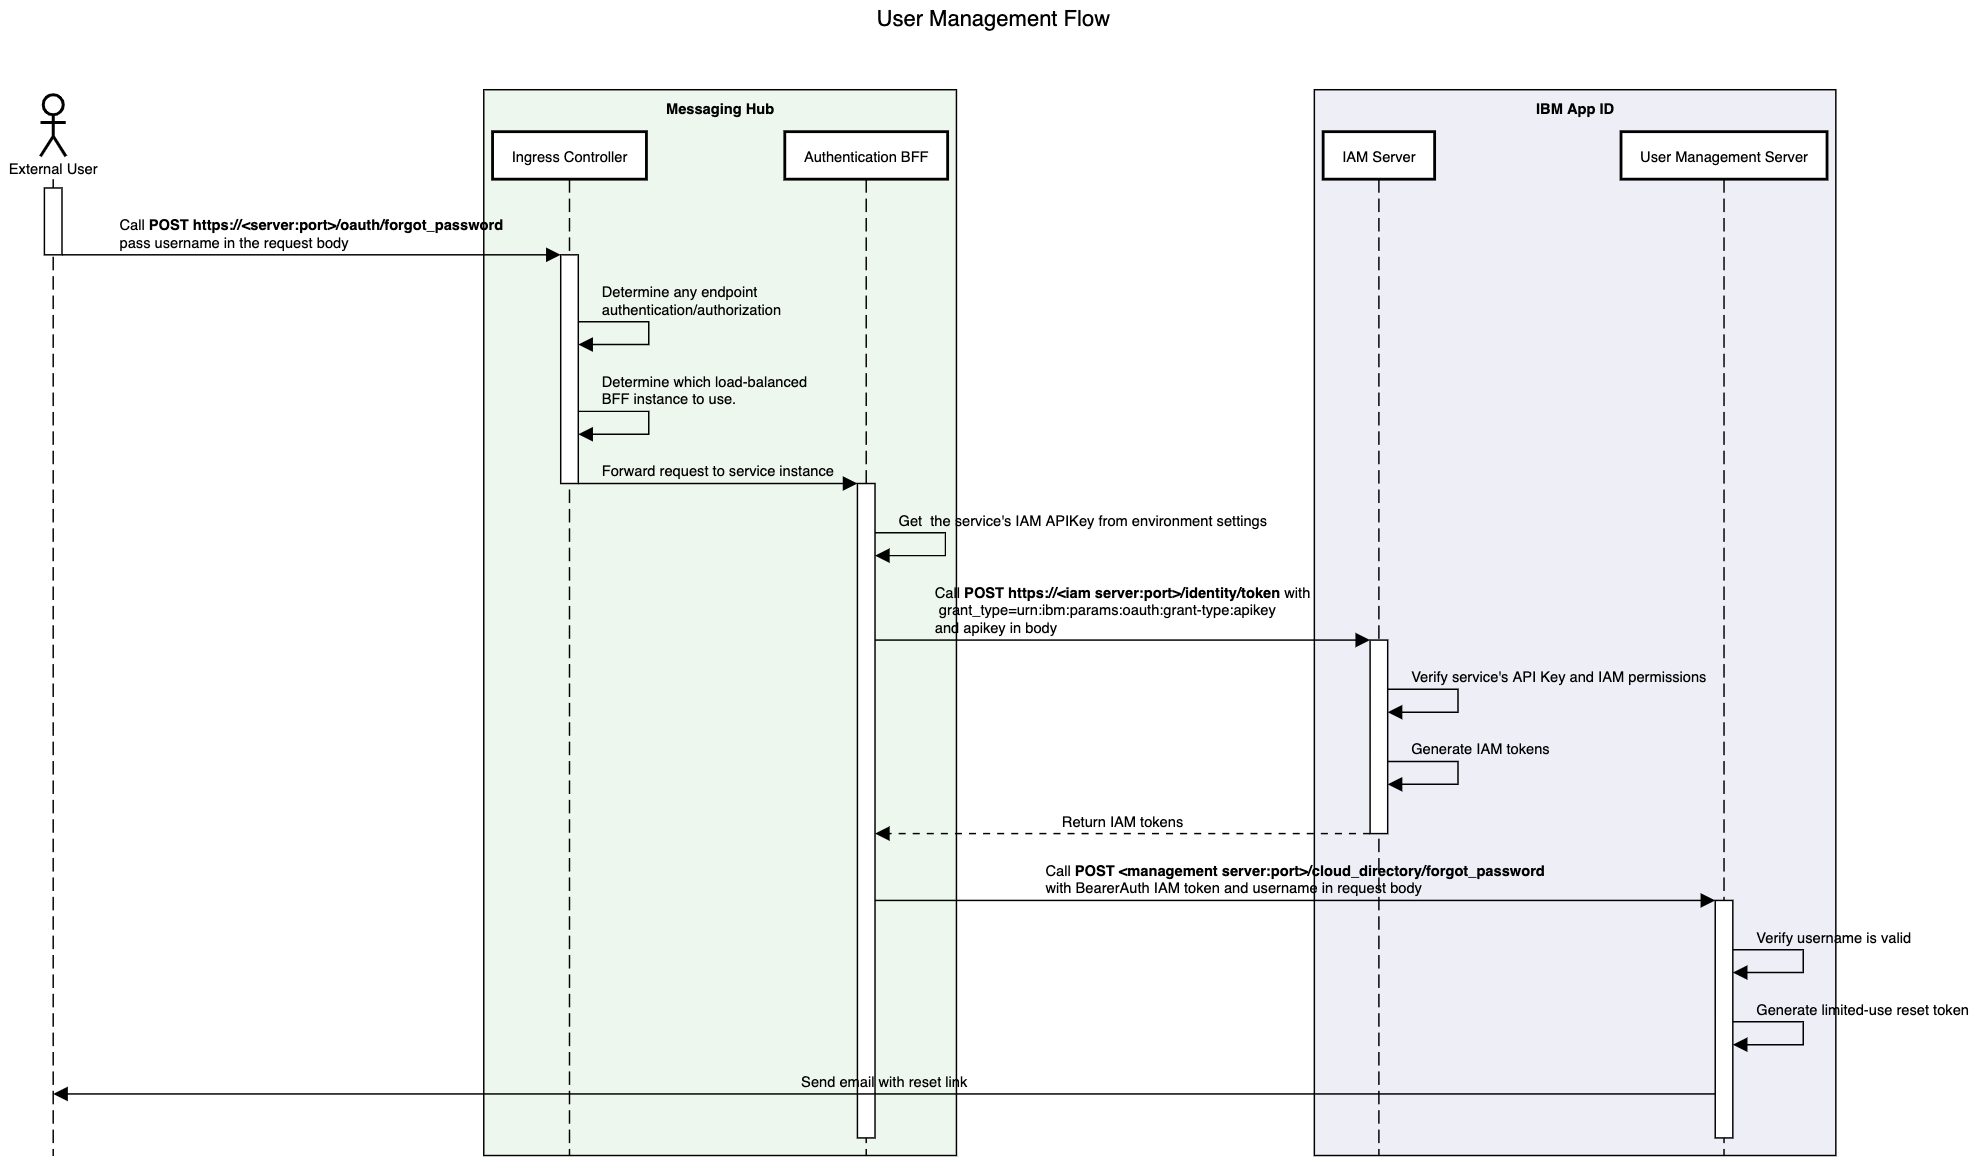 User Management Flow
Messaging Hub
IBM App ID
External User
Ingress Controller
Authentication BFF
IAM Server
User Management Server
Call POST https://<server:port>/oauth/forgot_password
pass username in the request body
Determine any endpoint
authentication/authorization
Determine which load-balanced
BFF instance to use.
Forward request to service instance
Get  the service's IAM APIKey from environment settings
Call POST https://<iam server:port>/identity/token with
grant_type=urn:ibm:params:oauth:grant-type:apikey
and apikey in body
Verify service's API Key and IAM permissions
Generate IAM tokens
Return IAM tokens
Call POST <management server:port>/cloud_directory/forgot_password
with BearerAuth IAM token and username in request body
Verify username is valid
Generate limited-use reset token
Send email with reset link